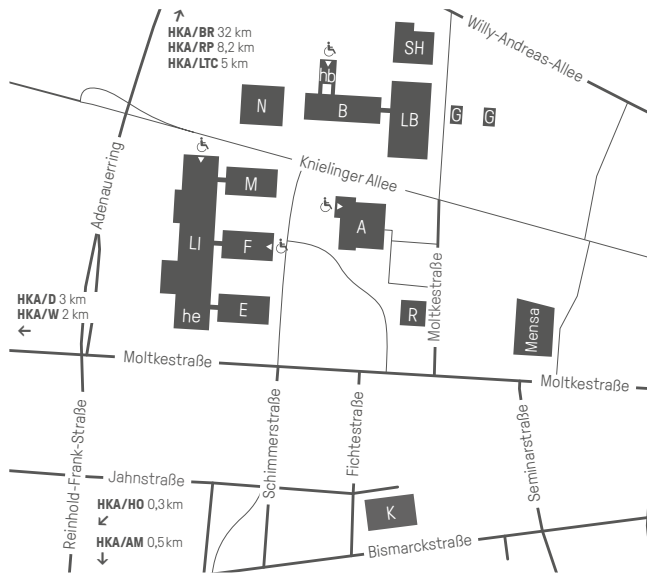 HKA/BR 32 km
HKA/RP 8,2 km
HKA/LTC 5 km
SH
Willy-Andreas-Allee
hb
N
B
LB
G
G
Knielinger Allee
Adenauerring
M
A
LI
F
HKA/D 3 km
HKA/W 2 km
he
E
R
Moltkestraße
Mensa
Moltkestraße
Moltkestraße
Reinhold-Frank-Straße
Schimmerstraße
Fichtestraße
Seminarstraße
Jahnstraße
HKA/HO 0,3 km
K
HKA/AM 0,5 km
Bismarckstraße